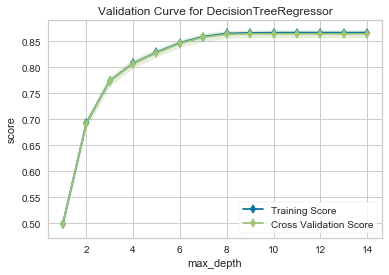 Validation Curve for DecisionTreeRegressor
0.85
0.80
0.75
0.70
0.65
0.60
0.55
0.50
score
Training Score
Cross Validation Score
2 4 6 8 10 12 14
max_depth